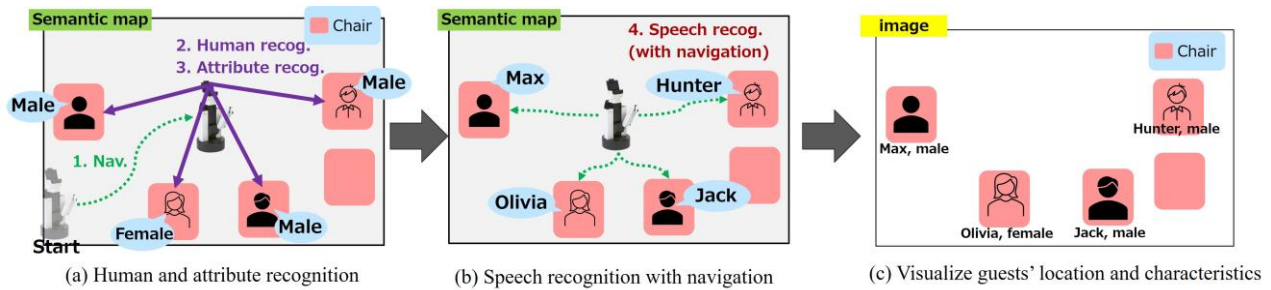 Semantic map
Chair
2. Human recog.
3. Attribute recog.
Male
Male
1. Nav.
Female
Male
Start
(a) Human and attribute recognition
Semantic map
4. Speech recog.
(with navigation)
Max
Hunter
Olivia
Jack
(b) Speech recognition with navigation
image
Chair
Max, male
Hunter, male
Olivia, female
Jack, male
(c) Visualize guests' location and characteristics